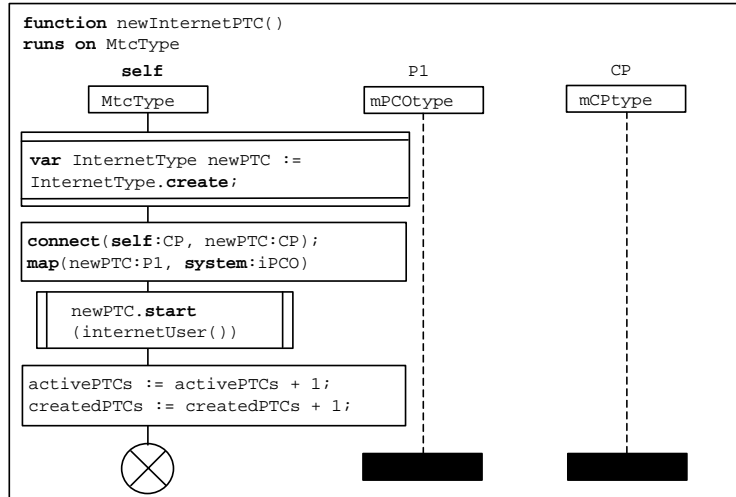 function newInternetPTC()
runs on MtcType
self P1 CP
MtcType mPCOtype mCPtype
var InternetType newPTC :=
InternetType.create;
connect(self:CP, newPTC:CP);
map(newPTC:P1, system:iPCO)
newPTC.start
(internetUser())
activePTCs := activePTCs + 1;
createdPTCs := createdPTCs + 1;